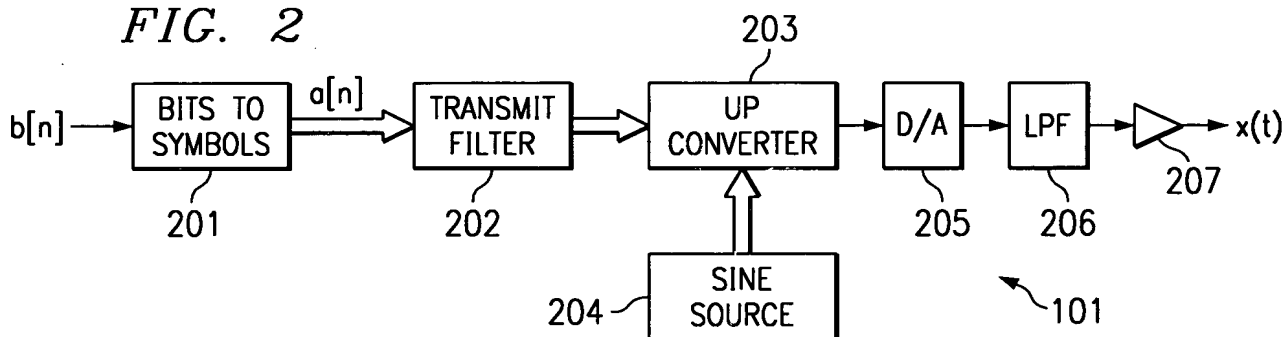 FIG. 2
203
b[n]
BITS TO
SYMBOLS
a[n]
TRANSMIT
FILTER
UP
CONVERTER
D/A
LPF
x(t)
201
202
205
206
207
204
SINE
SOURCE
101